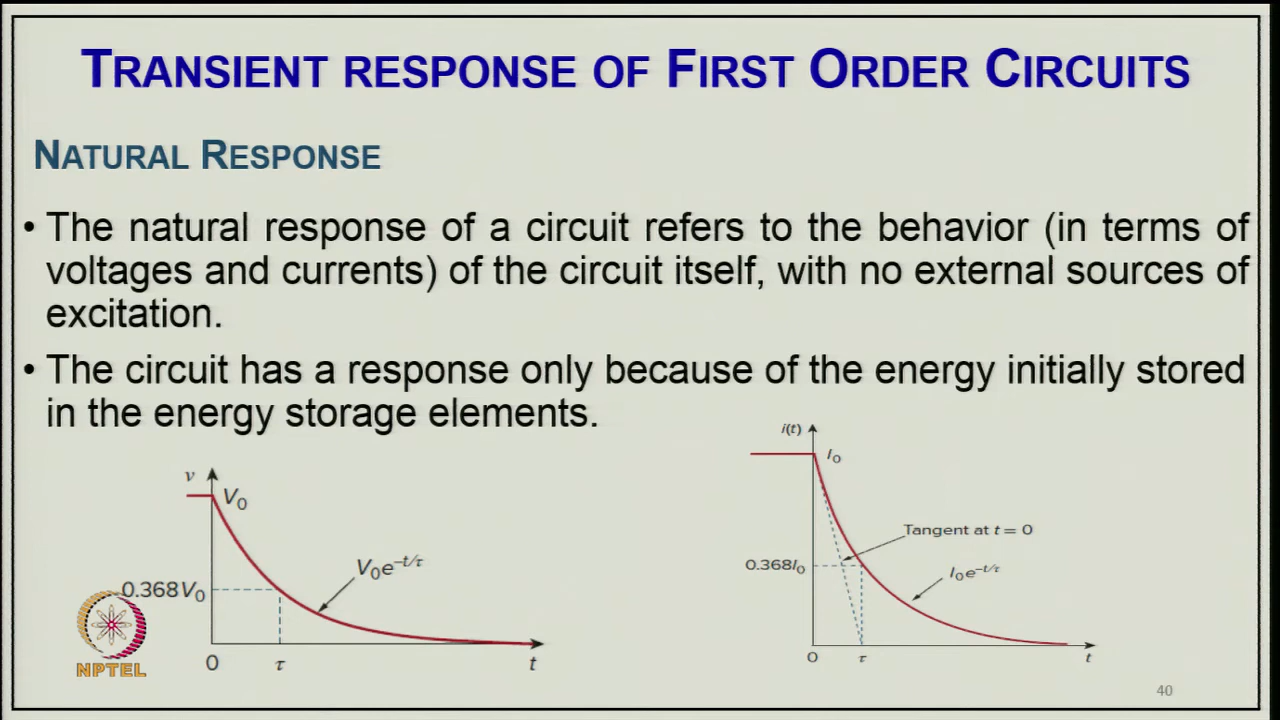 TRANSIENT RESPONSE OF FIRST ORDER CIRCUITS
NATURAL RESPONSE
• The natural response of a circuit refers to the behavior (in terms of
voltages and currents) of the circuit itself, with no external sources of
excitation.
• The circuit has a response only because of the energy initially stored
in the energy storage elements.
v
V₀
V₀e^{−t/τ}
0.368V₀
0
τ
t
i(t)
I₀
Tangent at t = 0
0.368I₀
I₀e^{−t/τ}
0
τ
t
NPTEL
40